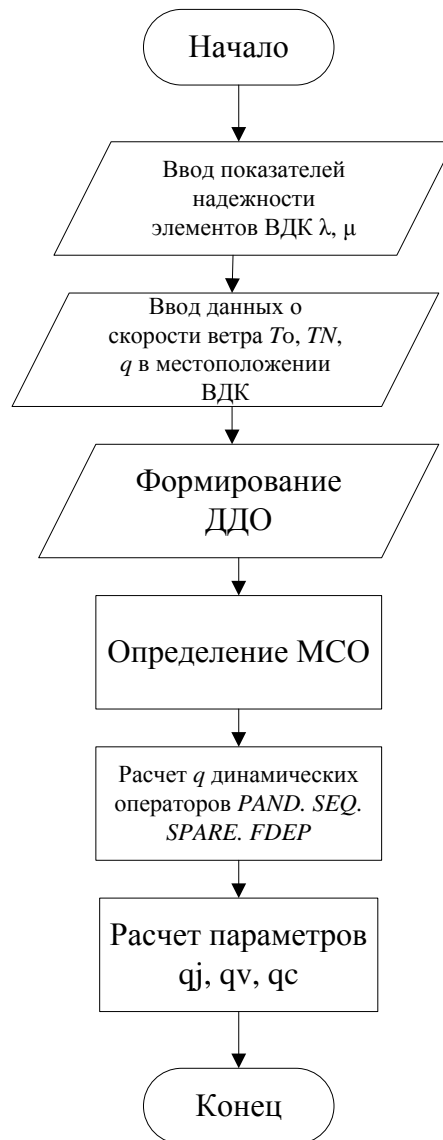 Начало
Ввод показателей
надежности
элементов ВДК λ, μ
Ввод данных о
скорости ветра То, TN,
q в местоположении
ВДК
Формирование
ДДО
Определение МСО
Расчет q динамических
операторов PAND. SEQ.
SPARE. FDEP
Расчет параметров
qj, qv, qc
Конец